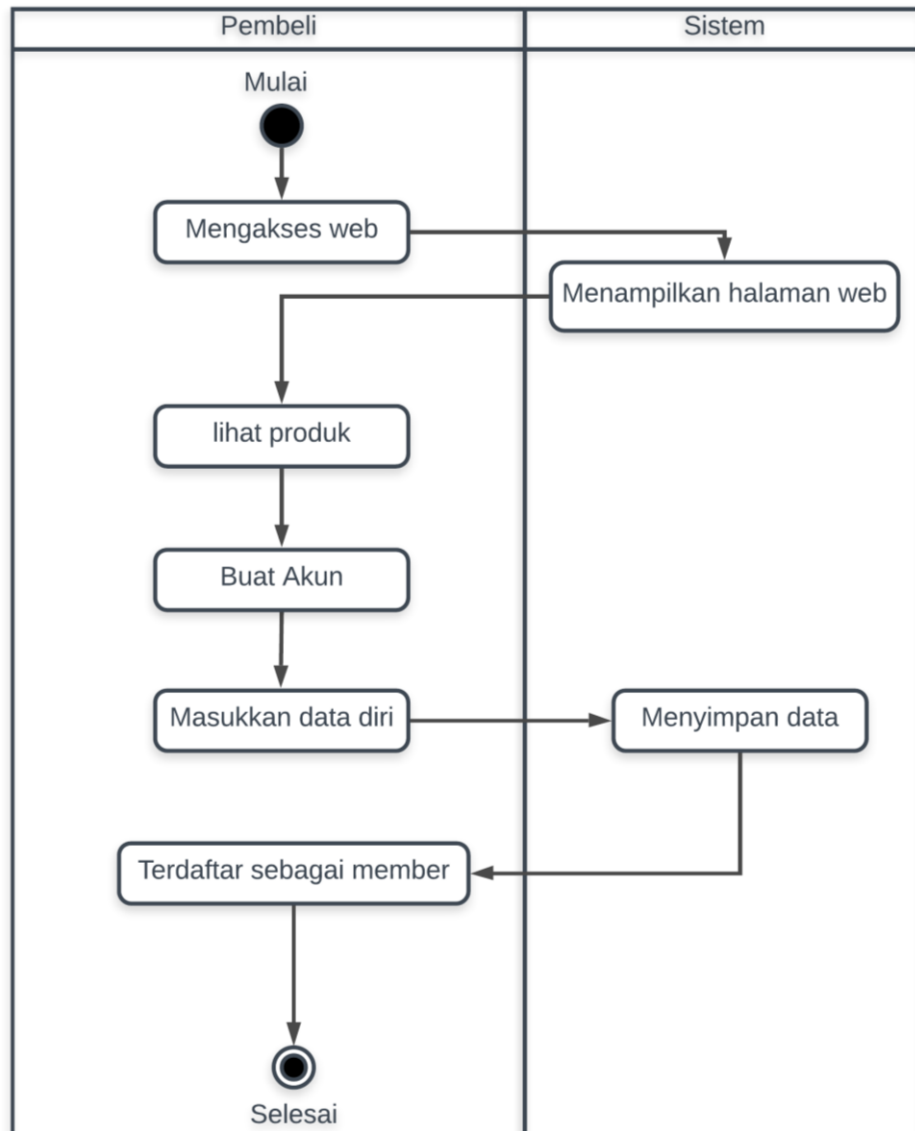 Pembeli
Sistem
Mulai
Mengakses web
Menampilkan halaman web
lihat produk
Buat Akun
Masukkan data diri
Menyimpan data
Terdaftar sebagai member
Selesai